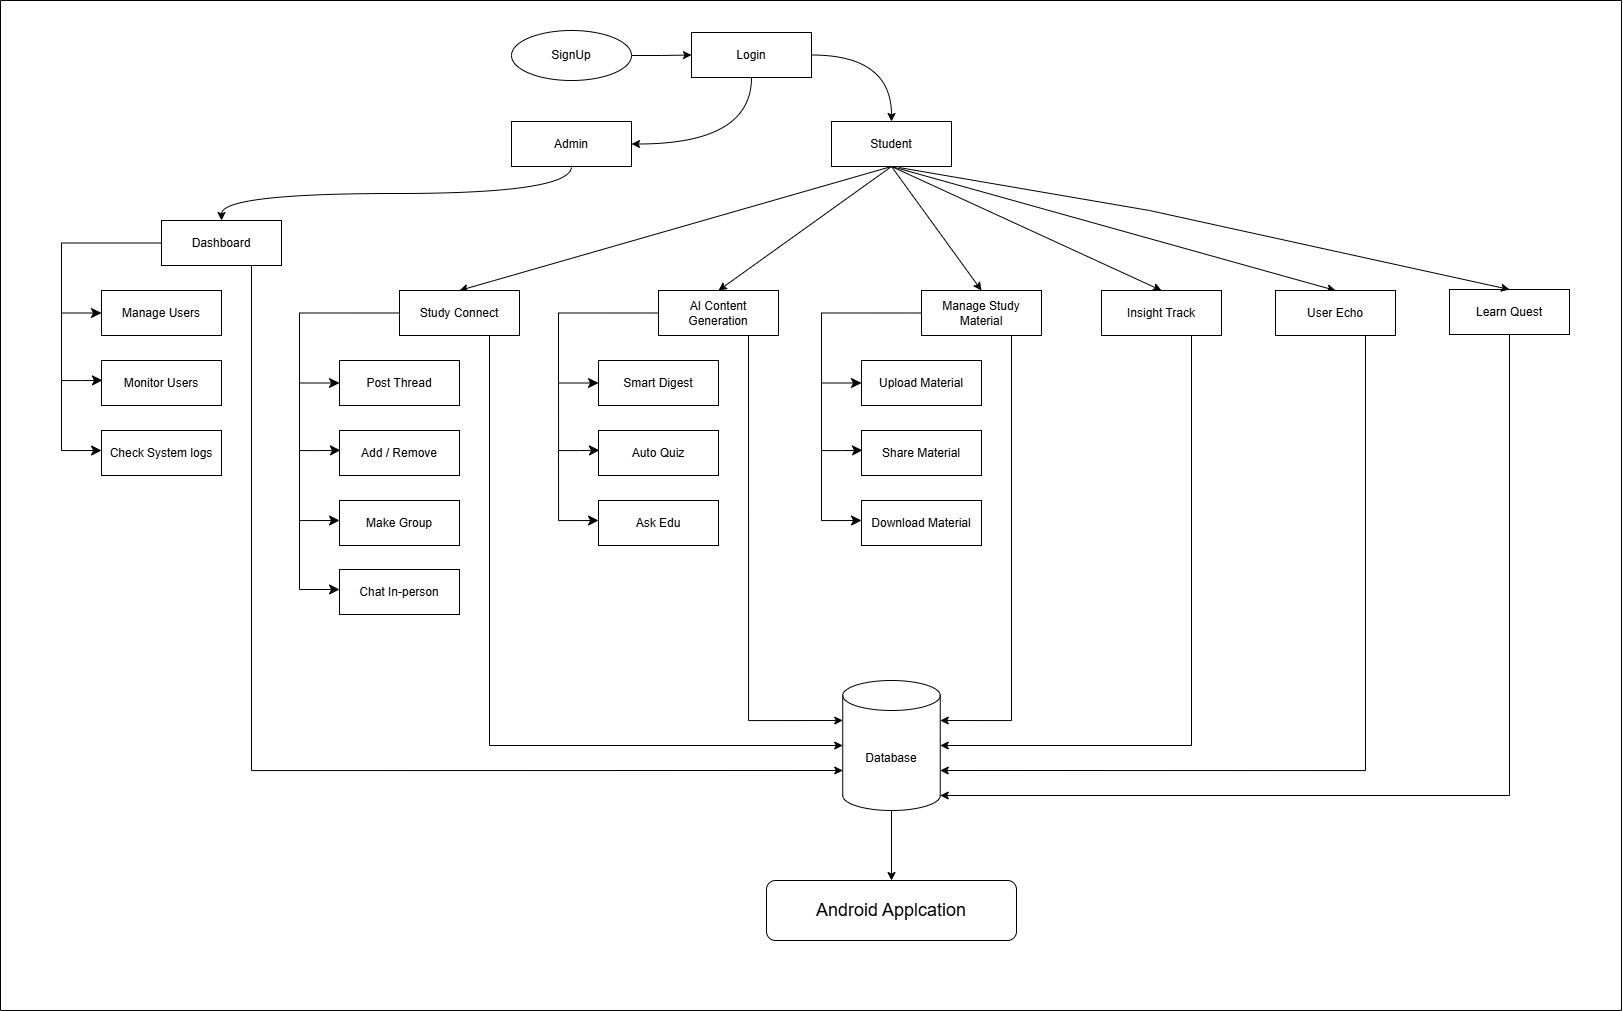 SignUp
Login
Admin
Student
Dashboard
Manage Users
Monitor Users
Check System logs
Study Connect
Post Thread
Add / Remove
Make Group
Chat In-person
AI Content
Generation
Smart Digest
Auto Quiz
Ask Edu
Manage Study
Material
Upload Material
Share Material
Download Material
Insight Track
User Echo
Learn Quest
Database
Android Applcation